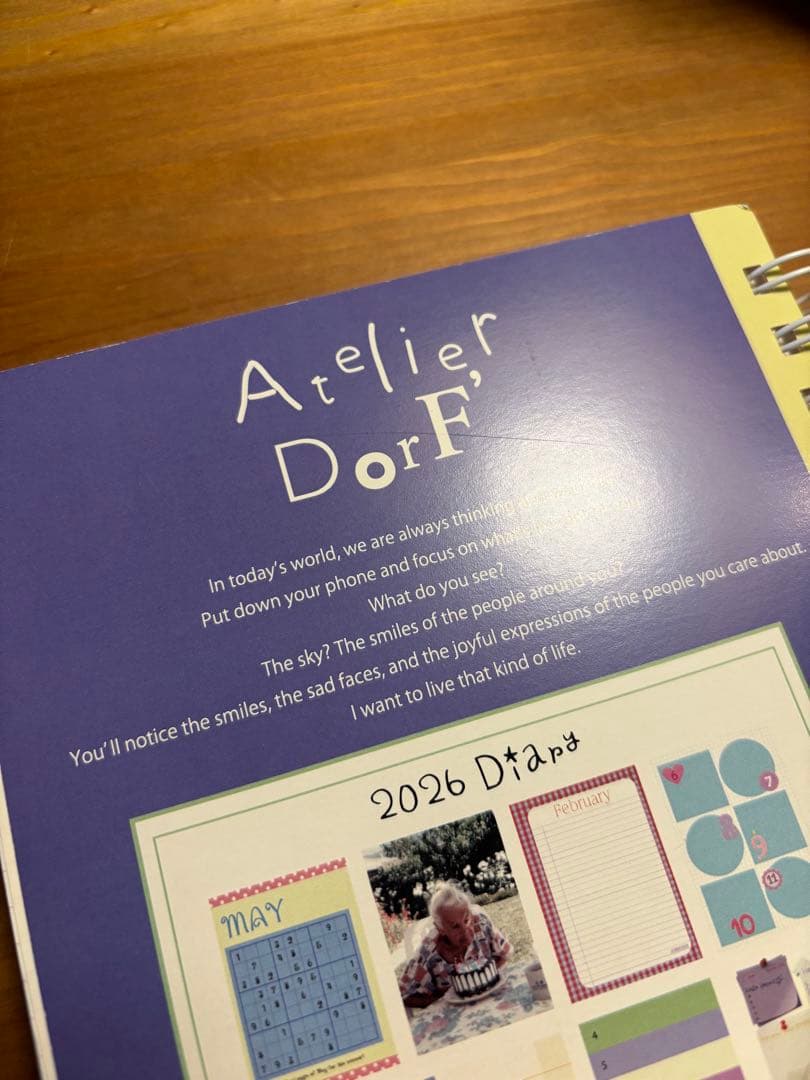 Atelier
DorF,
In today's world, we are always thinking
Put down your phone and focus on what
What do you see?
The sky? The smiles of the people around you?
You'll notice the smiles, the sad faces, and the joyful expressions of the people you care about.
I want to live that kind of life.
2026 Diary
MAY
February
6
7
8
9
10
11
4
5